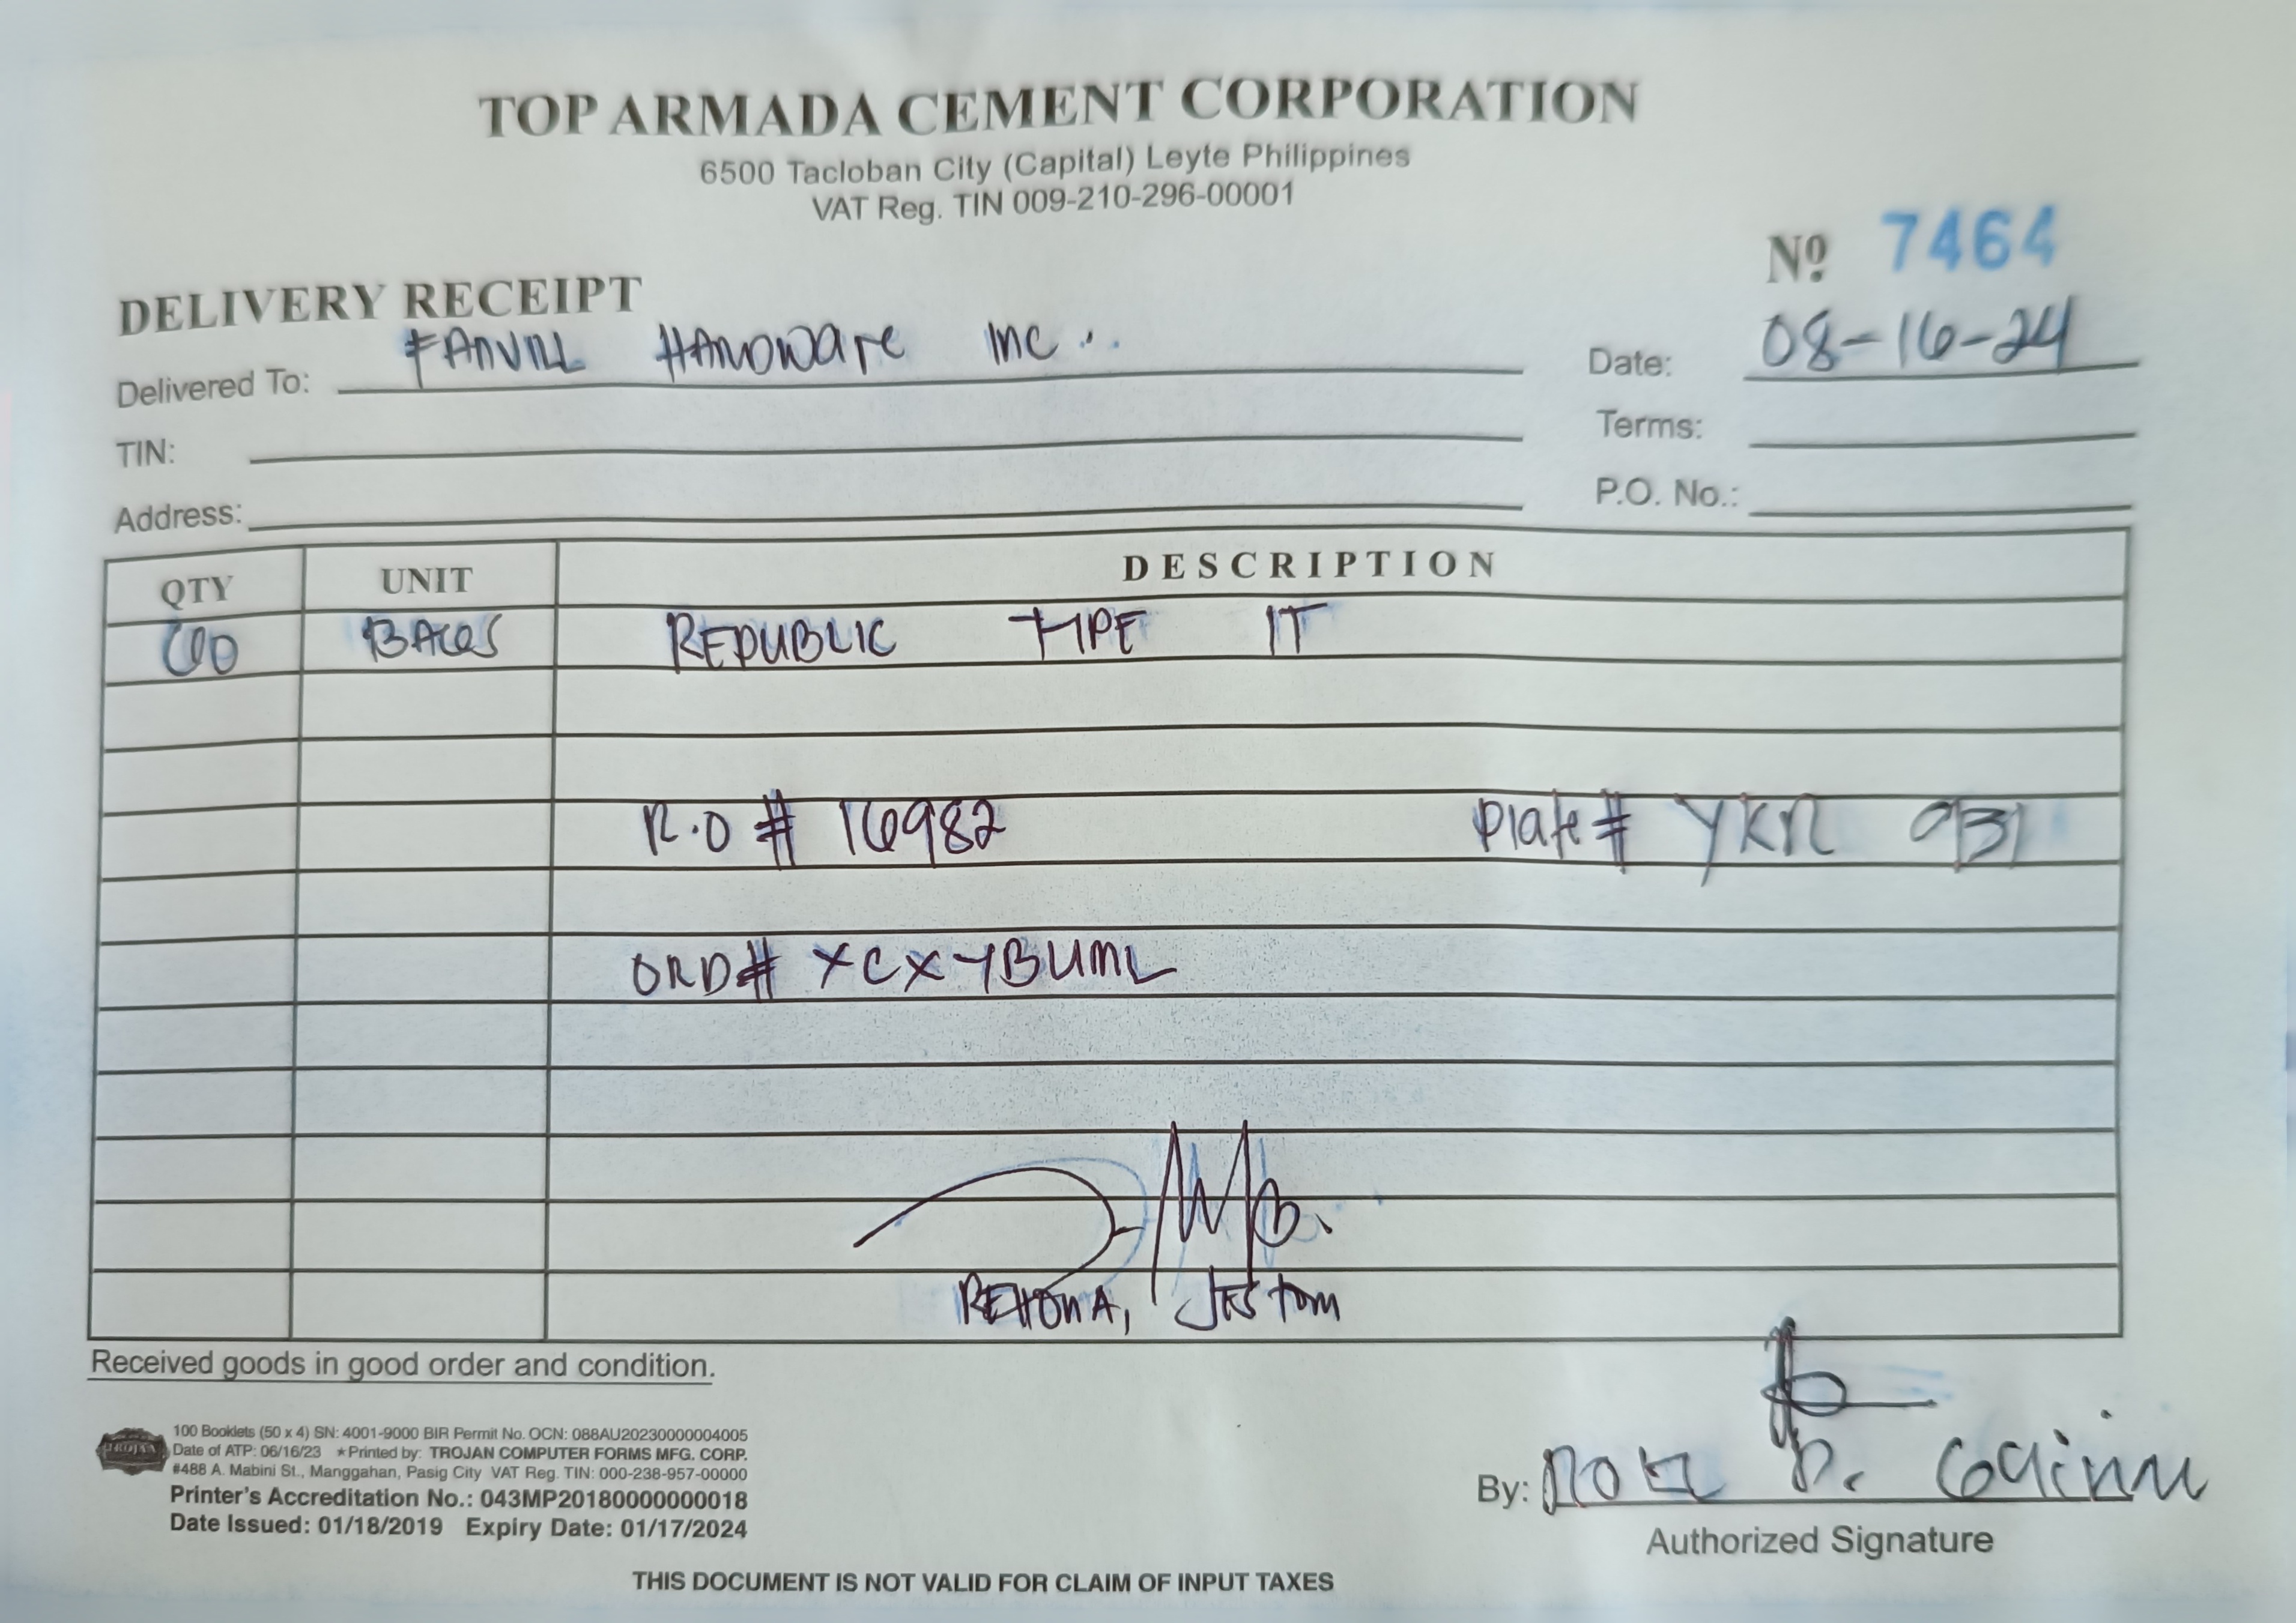 TOP ARMADA CEMENT CORPORATION
6500 Tacloban City (Capital) Leyte Philippines
VAT Reg. TIN 009-210-296-00001
Nº 7464
DELIVERY RECEIPT
Delivered To: FANVILL HARDWARE INC..
Date: 08-16-24
TIN:
Terms:
Address:
P.O. No.:
QTY UNIT DESCRIPTION
60 BAGS REPUBLIC TYPE IT
R.O # 16982 Plate # YKR 931
ORD# XCXYBUML
REHONA, JESTOM
Received goods in good order and condition.
100 Booklets (50 x 4) SN: 4001-9000 BIR Permit No. OCN: 088AU20230000004005
TROJAN
Date of ATP: 06/16/23 ★Printed by: TROJAN COMPUTER FORMS MFG. CORP.
#488 A. Mabini St., Manggahan, Pasig City VAT Reg. TIN: 000-238-957-00000
Printer's Accreditation No.: 043MP20180000000018
Date Issued: 01/18/2019 Expiry Date: 01/17/2024
By:
Authorized Signature
THIS DOCUMENT IS NOT VALID FOR CLAIM OF INPUT TAXES